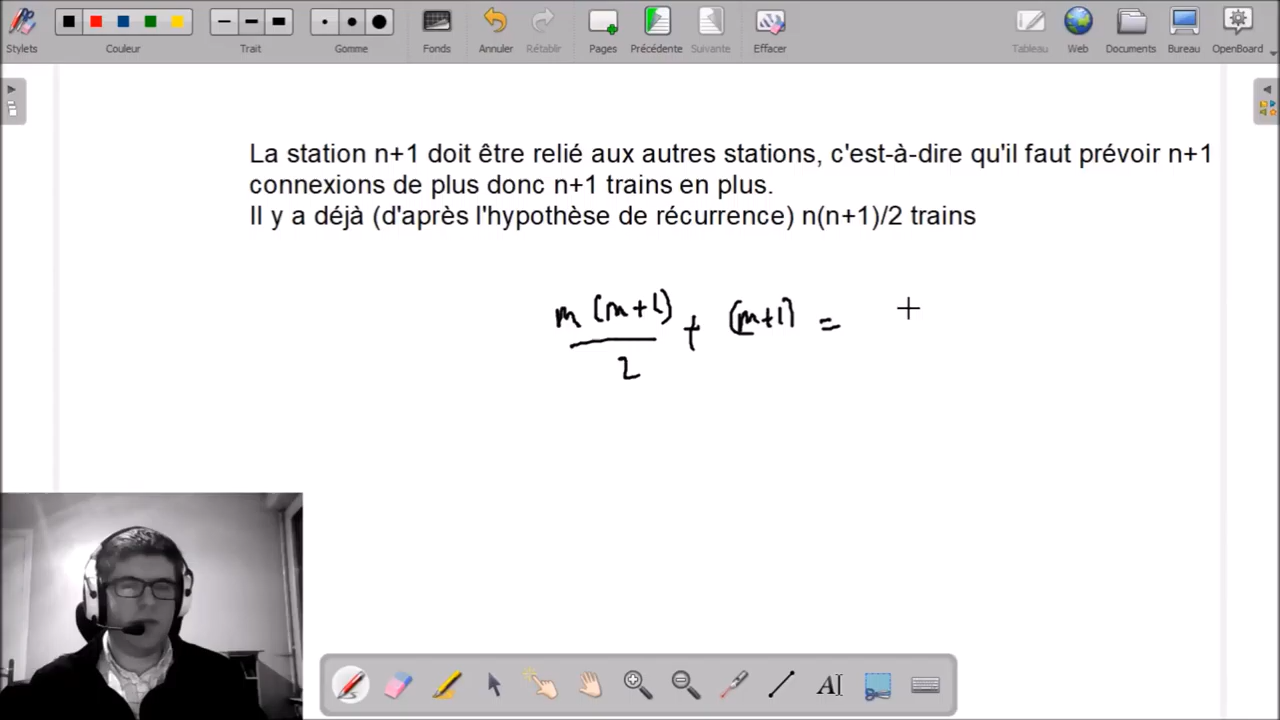 Stylets Couleur Trait Gomme Fonds Annuler Rétablir Pages Précédente Suivante Effacer Tableau Web Documents Bureau OpenBoard
La station n+1 doit être relié aux autres stations, c'est-à-dire qu'il faut prévoir n+1
connexions de plus donc n+1 trains en plus.
Il y a déjà (d'après l'hypothèse de récurrence) n(n+1)/2 trains
n(n+1) + (n+1) =
2
AI